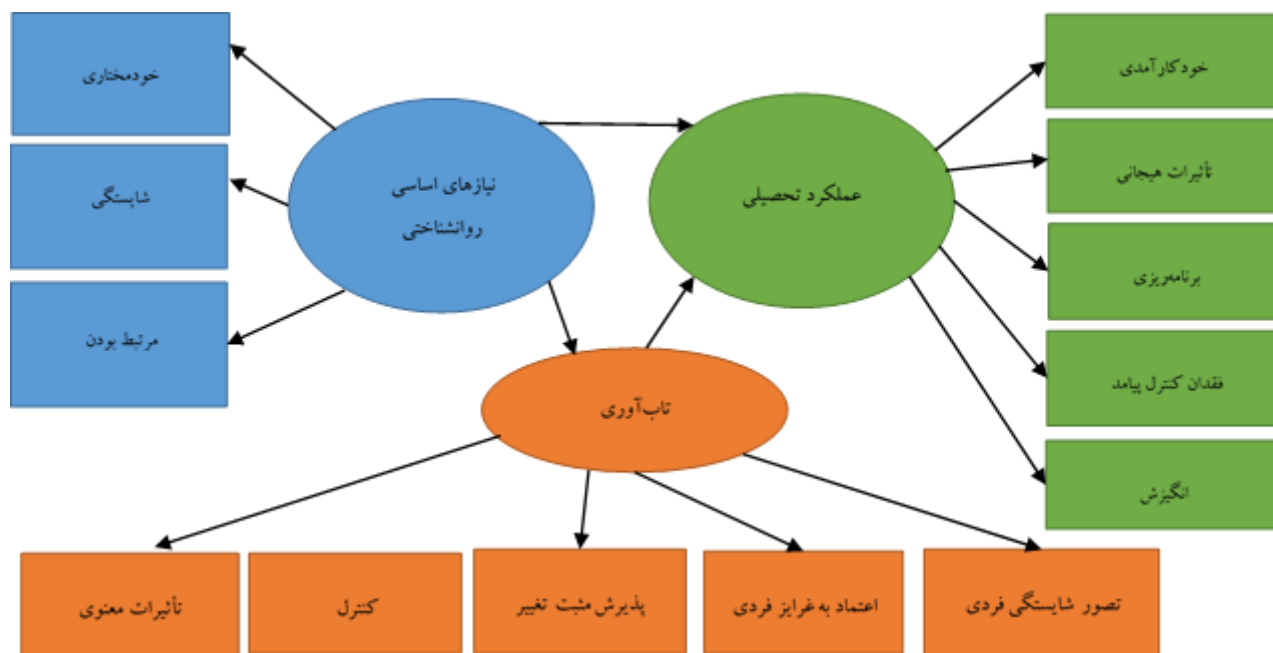 خودمختاری
شایستگی
مرتبط بودن
نیازهای اساسی
روانشناختی
عملکرد تحصیلی
خودکارآمدی
تأثیرات هیجانی
برنامه‌ریزی
فقدان کنترل پیامد
انگیزش
تاب‌آوری
تصور شایستگی فردی
اعتماد به غرایز فردی
پذیرش مثبت تغییر
کنترل
تأثیرات معنوی